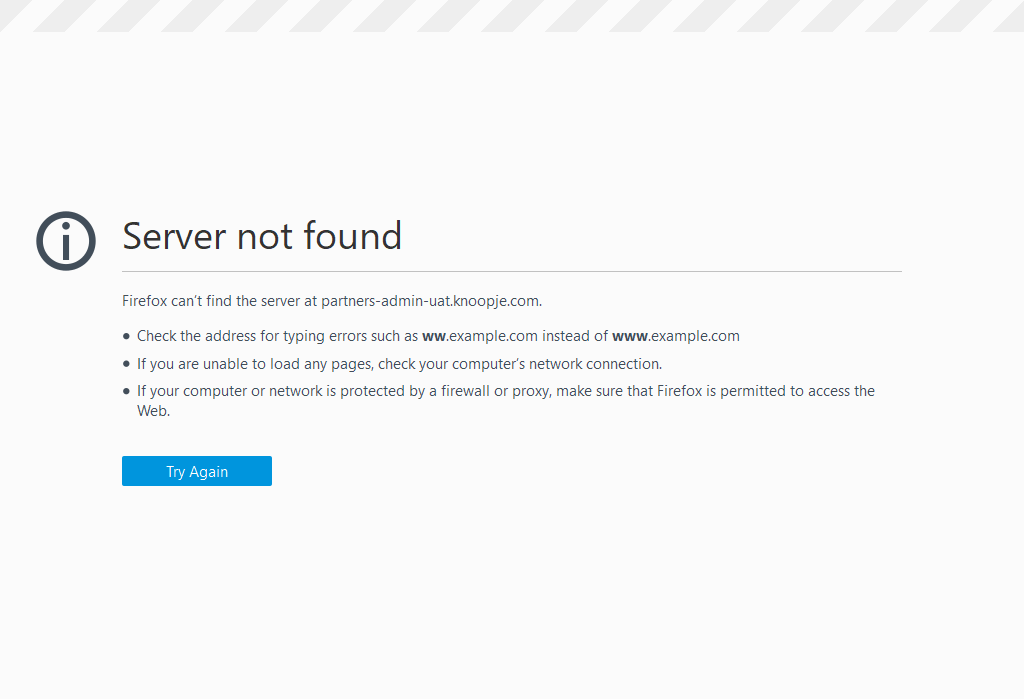 Server not found
Firefox can’t find the server at partners-admin-uat.knoopje.com.
Check the address for typing errors such as ww.example.com instead of www.example.com
If you are unable to load any pages, check your computer’s network connection.
If your computer or network is protected by a firewall or proxy, make sure that Firefox is permitted to access the
Web.
Try Again